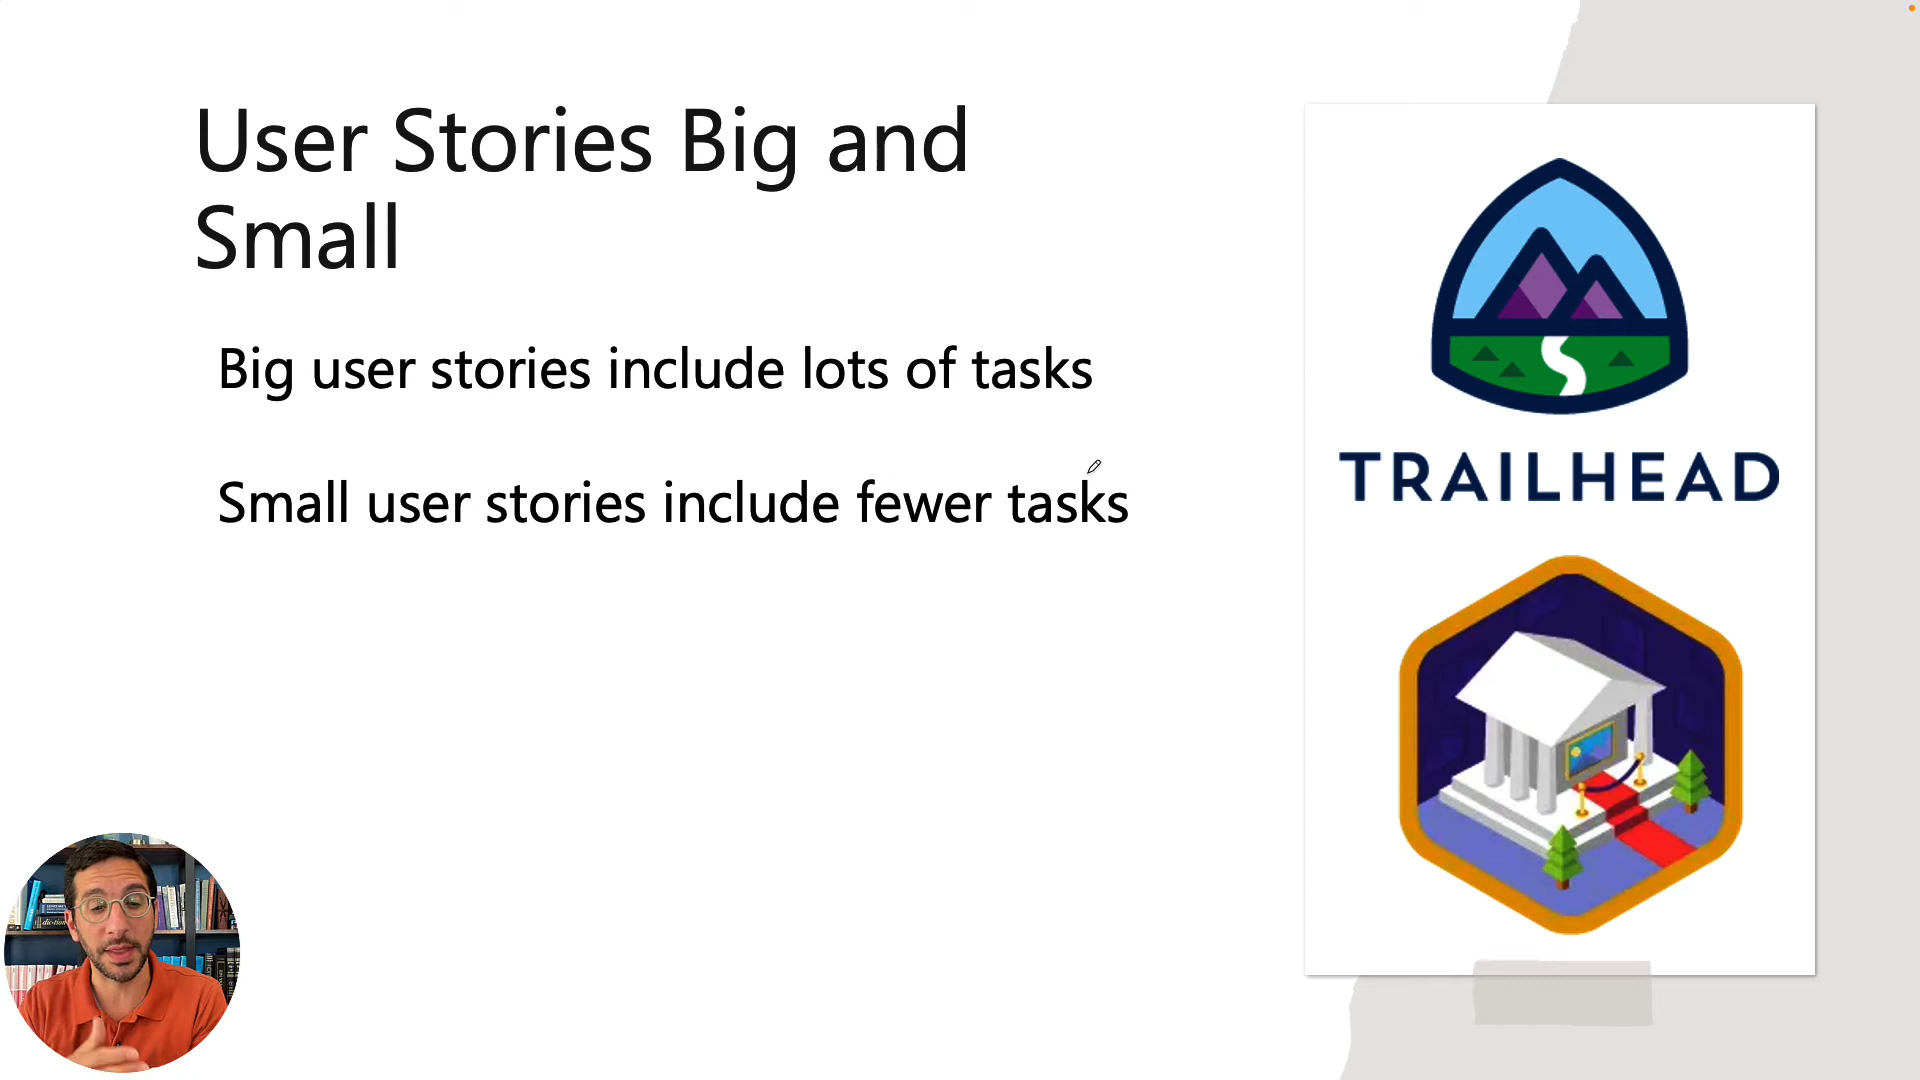 User Stories Big and
Small
Big user stories include lots of tasks
Small user stories include fewer tasks
TRAILHEAD